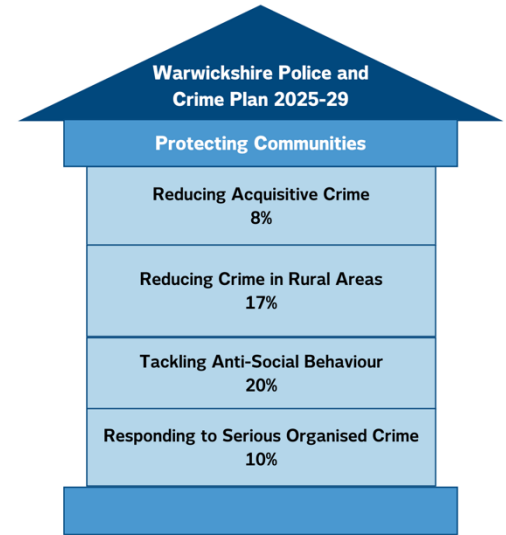 Warwickshire Police and
Crime Plan 2025-29
Protecting Communities
Reducing Acquisitive Crime
8%
Reducing Crime in Rural Areas
17%
Tackling Anti-Social Behaviour
20%
Responding to Serious Organised Crime
10%